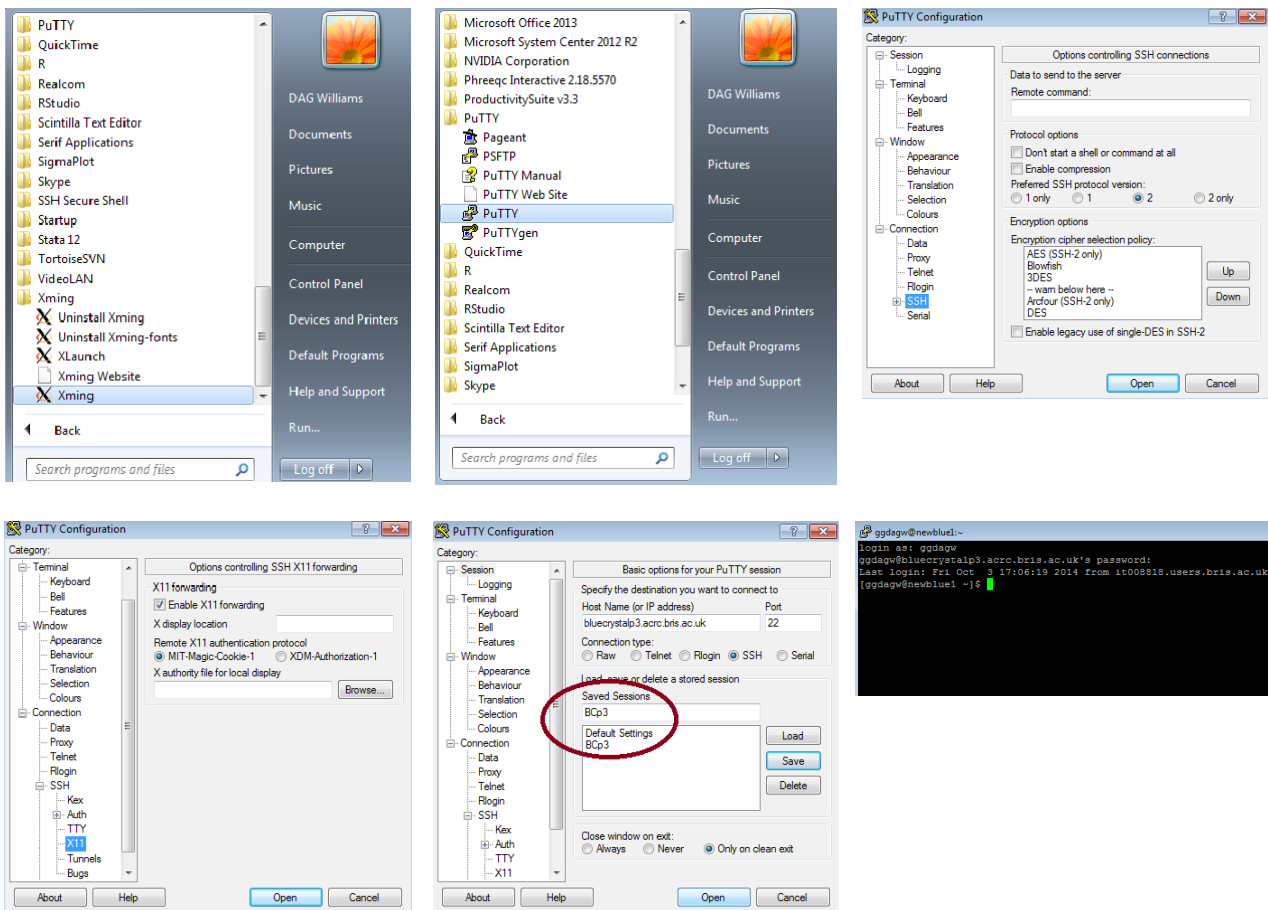 PuTTY
QuickTime
R
Realcom
RStudio
Scintilla Text Editor
Serif Applications
SigmaPlot
Skype
SSH Secure Shell
Startup
Stata 12
TortoiseSVN
VideoLAN
Xming
Uninstall Xming
Uninstall Xming-fonts
XLaunch
Xming Website
Xming
Back
Search programs and files
DAG Williams
Documents
Pictures
Music
Computer
Control Panel
Devices and Printers
Default Programs
Help and Support
Run...
Log off
Microsoft Office 2013
Microsoft System Center 2012 R2
NVIDIA Corporation
Phreeqc Interactive 2.18.5570
ProductivitySuite v3.3
PuTTY
Pageant
PSFTP
PuTTY Manual
PuTTY Web Site
PuTTY
PuTTYgen
QuickTime
R
Realcom
RStudio
Scintilla Text Editor
Serif Applications
SigmaPlot
Skype
Back
Search programs and files
DAG Williams
Documents
Pictures
Music
Computer
Control Panel
Devices and Printers
Default Programs
Help and Support
Run...
Log off
PuTTY Configuration
Category:
Session
Logging
Terminal
Keyboard
Bell
Features
Window
Appearance
Behaviour
Translation
Selection
Colours
Connection
Data
Proxy
Telnet
Rlogin
SSH
Serial
Options controlling SSH connections
Data to send to the server
Remote command:
Protocol options
Don't start a shell or command at all
Enable compression
Preferred SSH protocol version:
1 only 1 2 2 only
Encryption options
Encryption cipher selection policy:
AES (SSH-2 only)
Blowfish
3DES
-- warn below here --
Arcfour (SSH-2 only)
DES
Up
Down
Enable legacy use of single-DES in SSH-2
About Help Open Cancel
PuTTY Configuration
Category:
Terminal
Keyboard
Bell
Features
Window
Appearance
Behaviour
Translation
Selection
Colours
Connection
Data
Proxy
Telnet
Rlogin
SSH
Kex
Auth
TTY
X11
Tunnels
Bugs
Options controlling SSH X11 forwarding
X11 forwarding
Enable X11 forwarding
X display location
Remote X11 authentication protocol
MIT-Magic-Cookie-1 XDM-Authorization-1
X authority file for local display
Browse...
About Help Open Cancel
PuTTY Configuration
Category:
Session
Logging
Terminal
Keyboard
Bell
Features
Window
Appearance
Behaviour
Translation
Selection
Colours
Connection
Data
Proxy
Telnet
Rlogin
SSH
Kex
Auth
TTY
X11
Basic options for your PuTTY session
Specify the destination you want to connect to
Host Name (or IP address) Port
bluecrystalp3.acrc.bris.ac.uk 22
Connection type:
Raw Telnet Rlogin SSH Serial
Load, save or delete a stored session
Saved Sessions
BCp3
Default Settings
BCp3
Load
Save
Delete
Close window on exit:
Always Never Only on clean exit
About Help Open Cancel
ggdagw@newblue1:~
login as: ggdagw
ggdagw@bluecrystalp3.acrc.bris.ac.uk's password:
Last login: Fri Oct  3 17:06:19 2014 from it008818.users.bris.ac.uk
[ggdagw@newblue1 ~]$